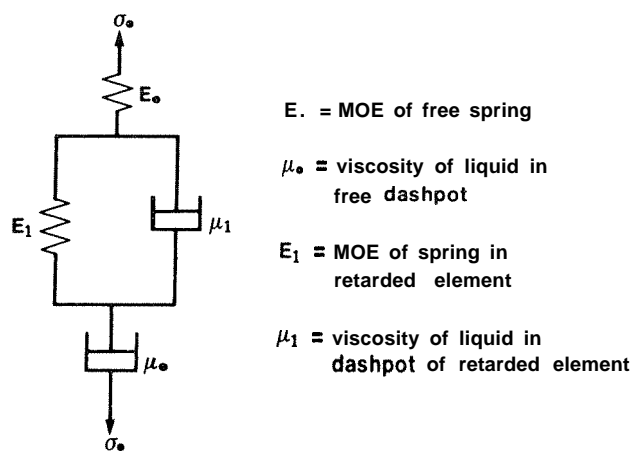 σ₀
E₀
E. = MOE of free spring
μ₀ = viscosity of liquid in
free dashpot
E₁
μ₁
E₁ = MOE of spring in
retarded element
μ₁ = viscosity of liquid in
dashpot of retarded element
μ₀
σ₀